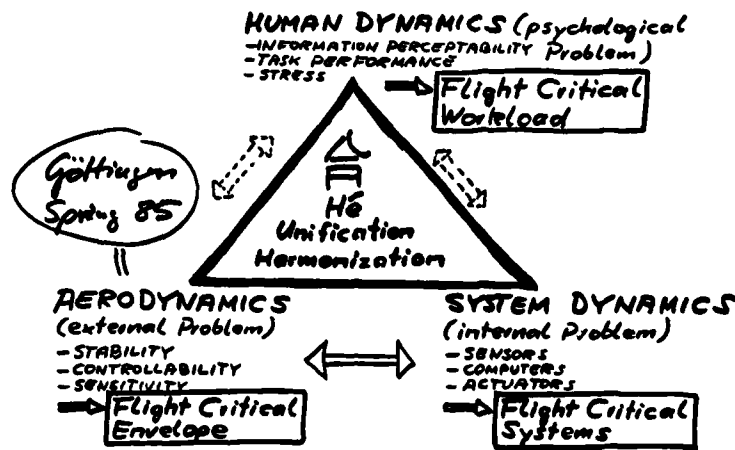 HUMAN DYNAMICS (psychological
-INFORMATION PERCEPTABILITY Problem)
-TASK PERFORMANCE
-STRESS
Flight Critical
Workload
Göttingen
Spring 85
合
Hé
Unification
Harmonization
AERODYNAMICS
(external Problem)
-STABILITY
-CONTROLLABILITY
-SENSITIVITY
Flight Critical
Envelope
SYSTEM DYNAMICS
(internal Problem)
-SENSORS
-COMPUTERS
-ACTUATORS
Flight Critical
Systems